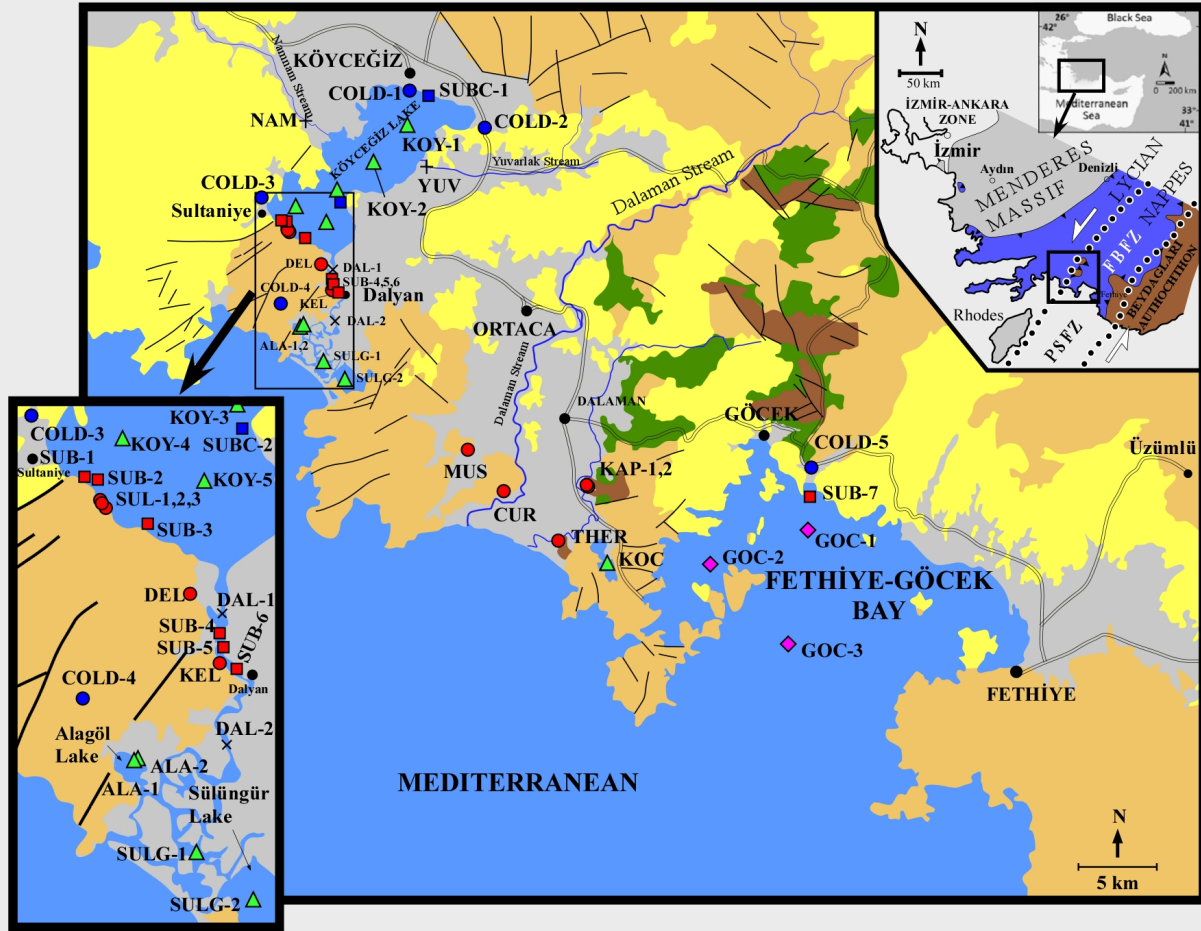 KÖYCEĞİZ
COLD-1
SUBC-1
Namnam Stream
NAM
KÖYCEĞİZ LAKE
KOY-1
COLD-2
Yuvarlak Stream
YUV
KOY-2
COLD-3
Sultaniye
DEL
DAL-1
SUB-4,5,6
COLD-4
KEL
Dalyan
DAL-2
ALA-1,2
SULG-1
SULG-2
ORTACA
Dalaman Stream
Dalaman Stream
DALAMAN
GÖCEK
COLD-5
SUB-7
Üzümlü
MUS
CUR
KAP-1,2
THER
KOC
GOC-1
GOC-2
FETHİYE-GÖCEK
BAY
GOC-3
FETHİYE
MEDITERRANEAN
N
5 km
N
50 km
İZMİR-ANKARA
ZONE
İzmir
Aydın
Denizli
MENDERES
MASSIF
LYCIAN
NAPPES
FBFZ
BEYDAGLARI
AUTHOCHTHON
Fethiye
Rhodes
PSFZ
26°
42°
Black Sea
N
0 200 km
Mediterranean
Sea
33°
41°
KOY-3
COLD-3
KOY-4
SUBC-2
SUB-1
Sultaniye
SUB-2
KOY-5
SUL-1,2,3
SUB-3
DEL
DAL-1
SUB-4
SUB-5
SUB-6
KEL
Dalyan
COLD-4
DAL-2
Alagöl
Lake
ALA-2
ALA-1
Sülüngür
Lake
SULG-1
SULG-2